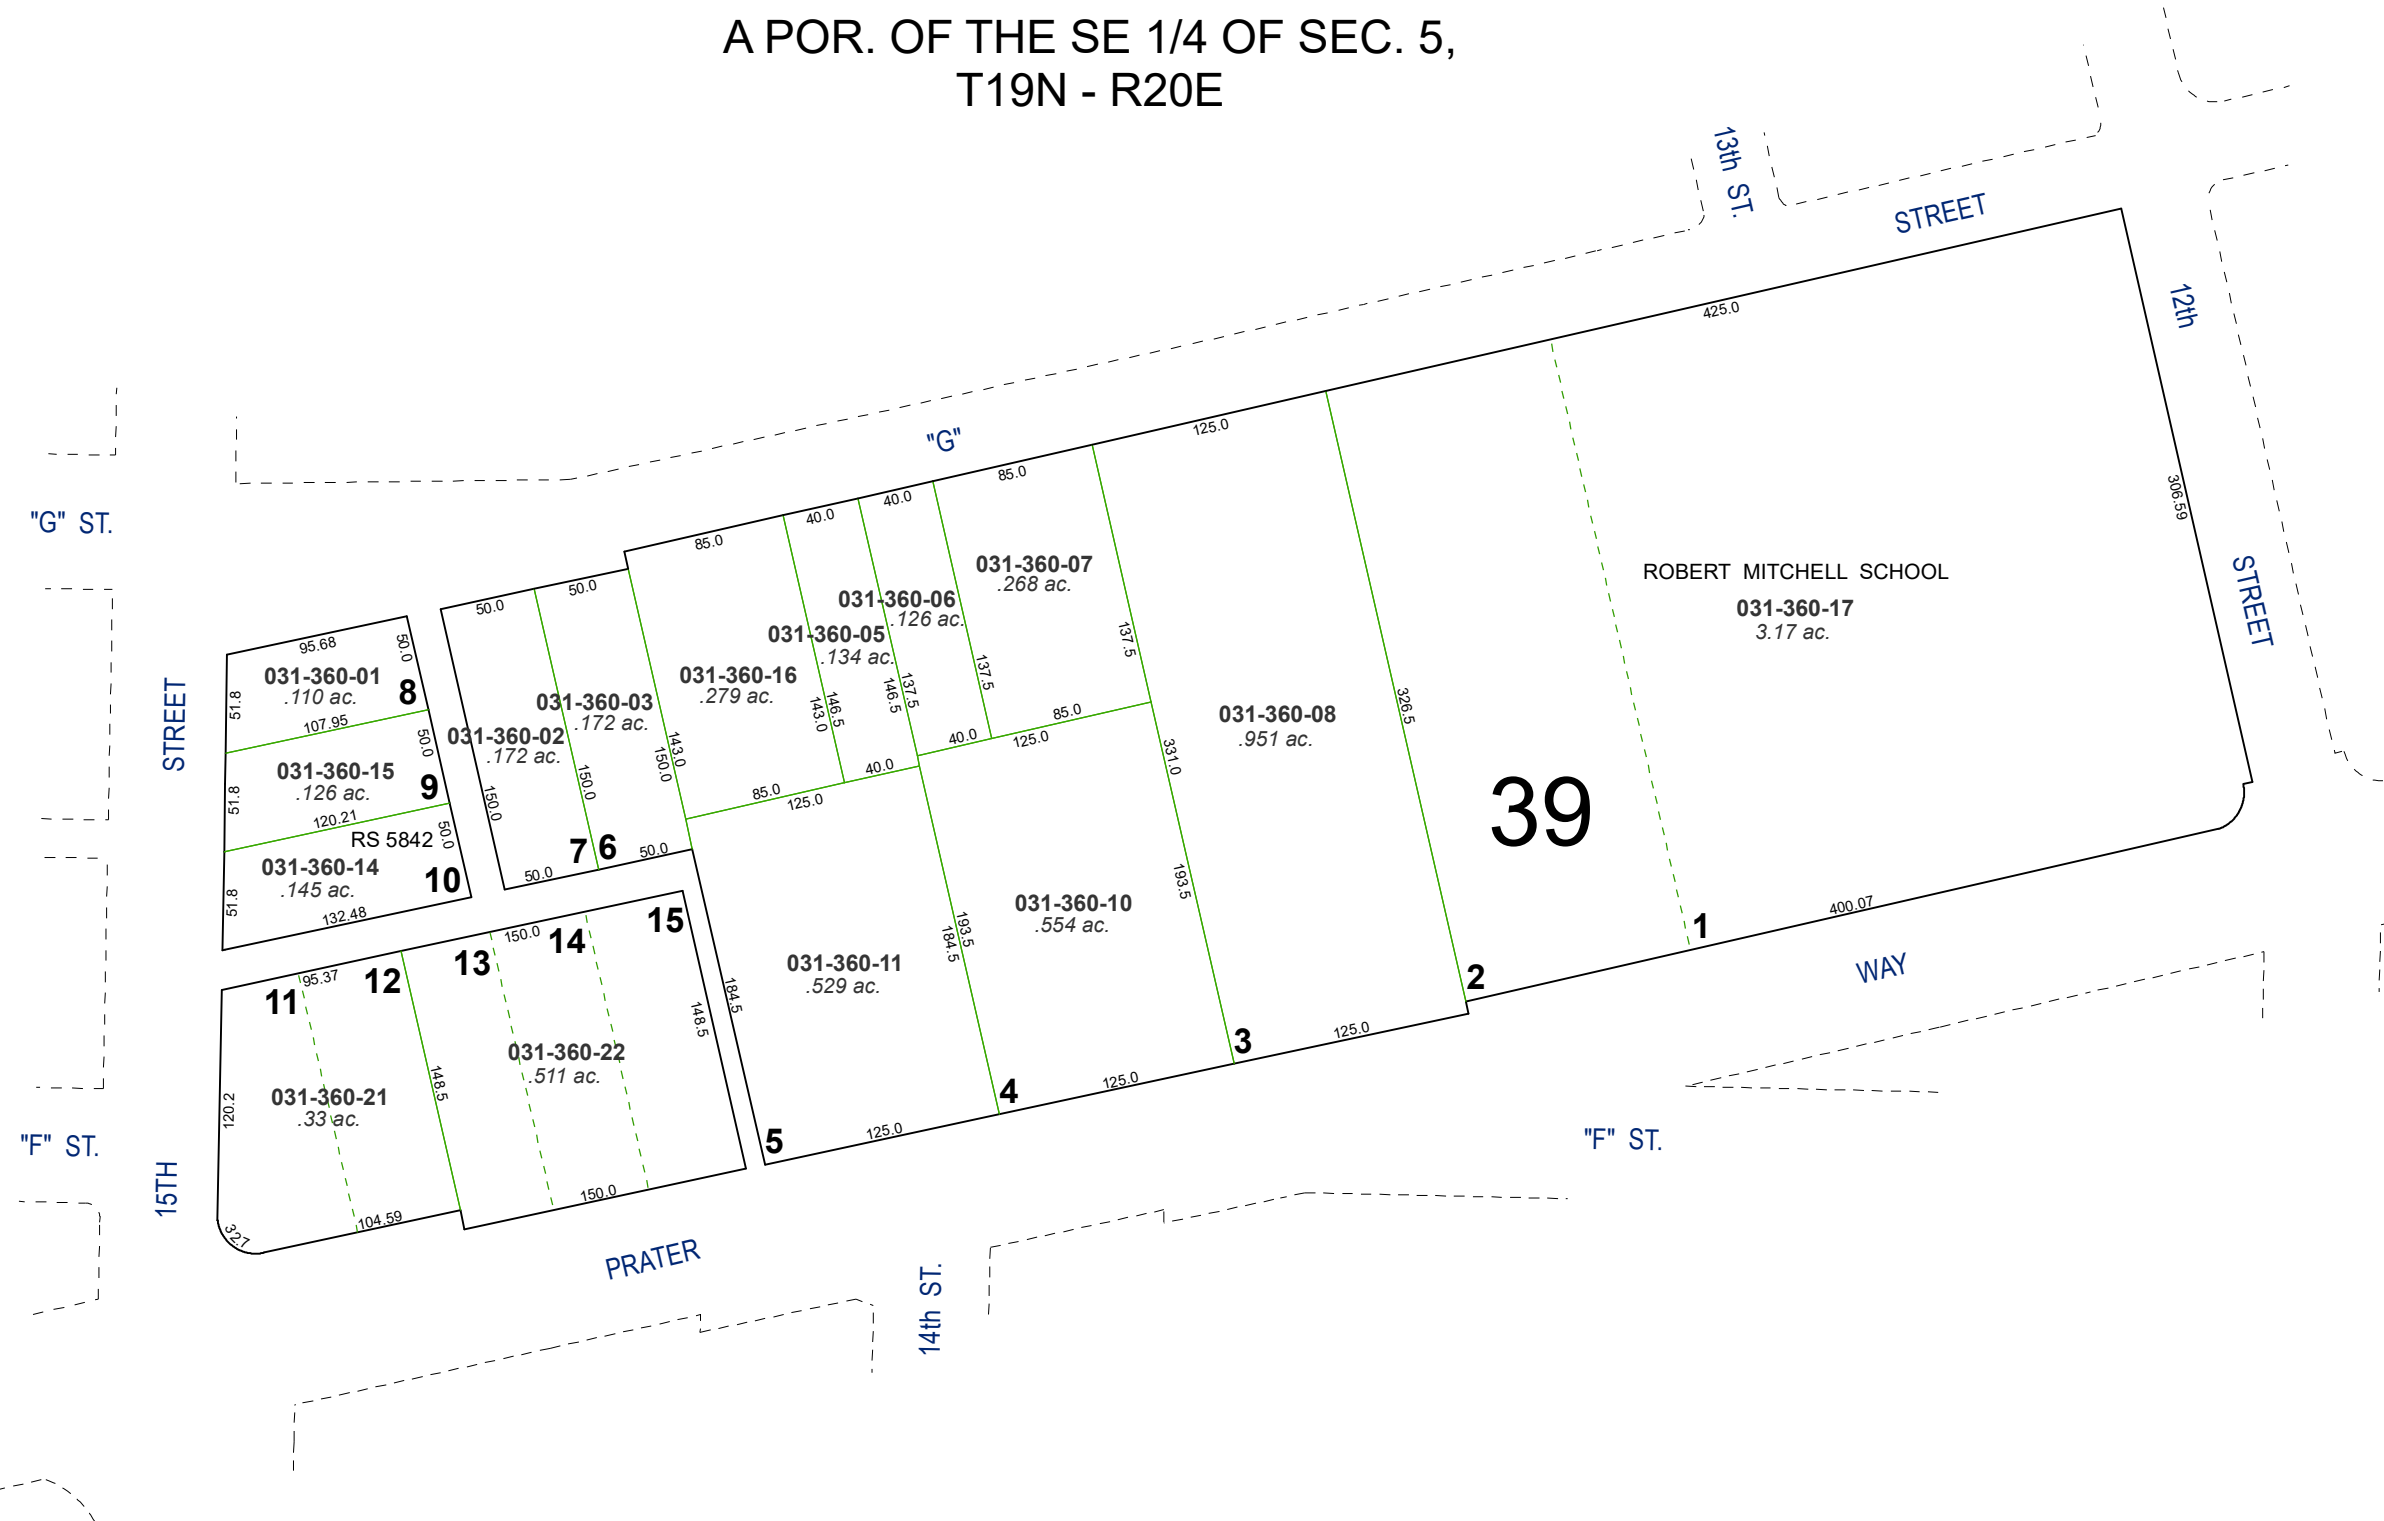 A POR. OF THE SE 1/4 OF SEC. 5,
T19N - R20E
13th ST.
STREET
12th
STREET
425.0
306.59
"G"
125.0
85.0
40.0
40.0
85.0
"G" ST.
50.0
50.0
95.68
50.0
STREET
51.8
031-360-01
.110 ac.
8
107.95
50.0
51.8
031-360-15
.126 ac.
9
120.21
50.0
RS 5842
51.8
031-360-14
.145 ac.
10
132.48
031-360-02
.172 ac.
150.0
031-360-03
.172 ac.
150.0
7
6
50.0
50.0
143.0
150.0
031-360-16
.279 ac.
143.0
146.5
85.0
125.0
031-360-05
.134 ac.
146.5
137.5
40.0
031-360-06
.126 ac.
137.5
40.0
031-360-07
.268 ac.
137.5
85.0
125.0
331.0
193.5
031-360-08
.951 ac.
326.5
ROBERT MITCHELL SCHOOL
031-360-17
3.17 ac.
39
1
400.07
2
WAY
125.0
3
031-360-10
.554 ac.
193.5
184.5
125.0
4
031-360-11
.529 ac.
184.5
125.0
5
15
14
150.0
13
12
95.37
11
148.5
031-360-22
.511 ac.
148.5
150.0
031-360-21
.33 ac.
120.2
104.59
32.7
"F" ST.
15TH
"F" ST.
PRATER
14th ST.